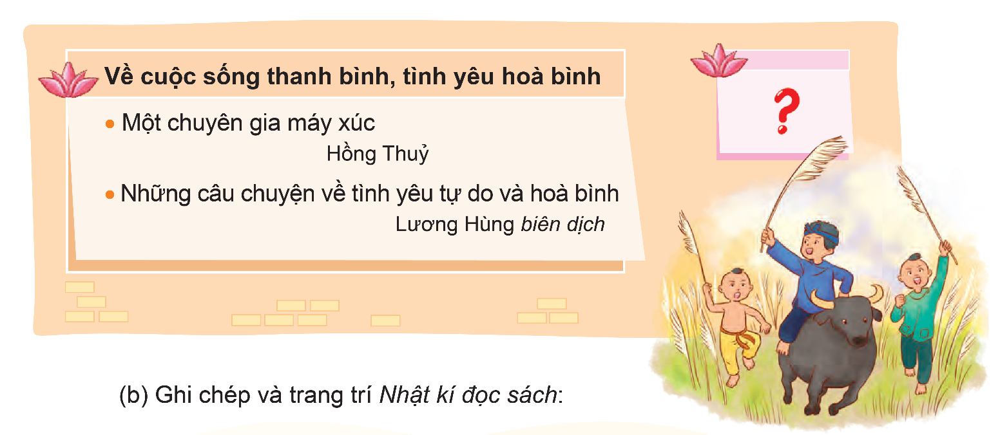 Về cuộc sống thanh bình, tình yêu hoà bình
• Một chuyên gia máy xúc
Hồng Thuỷ
• Những câu chuyện về tình yêu tự do và hoà bình
Lương Hùng biên dịch
?
(b) Ghi chép và trang trí Nhật kí đọc sách: